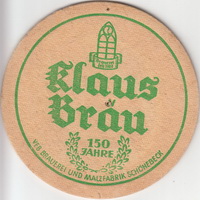 Klaus
Bräu
150
JAHRE
VEB BRAUEREI UND MALZFABRIK SCHÖNEBECK